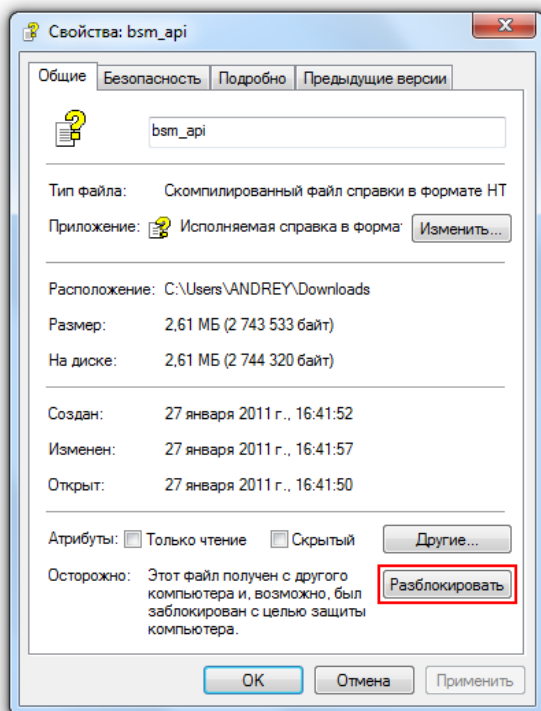 Свойства: bsm_api
Общие Безопасность Подробно Предыдущие версии
bsm_api
Тип файла: Скомпилированный файл справки в формате HT
Приложение: Исполняемая справка в форма Изменить...
Расположение: C:\Users\ANDREY\Downloads
Размер: 2,61 МБ (2 743 533 байт)
На диске: 2,61 МБ (2 744 320 байт)
Создан: 27 января 2011 г., 16:41:52
Изменен: 27 января 2011 г., 16:41:57
Открыт: 27 января 2011 г., 16:41:50
Атрибуты: Только чтение Скрытый Другие...
Осторожно: Этот файл получен с другого
компьютера и, возможно, был
заблокирован с целью защиты
компьютера.
Разблокировать
OK Отмена Применить